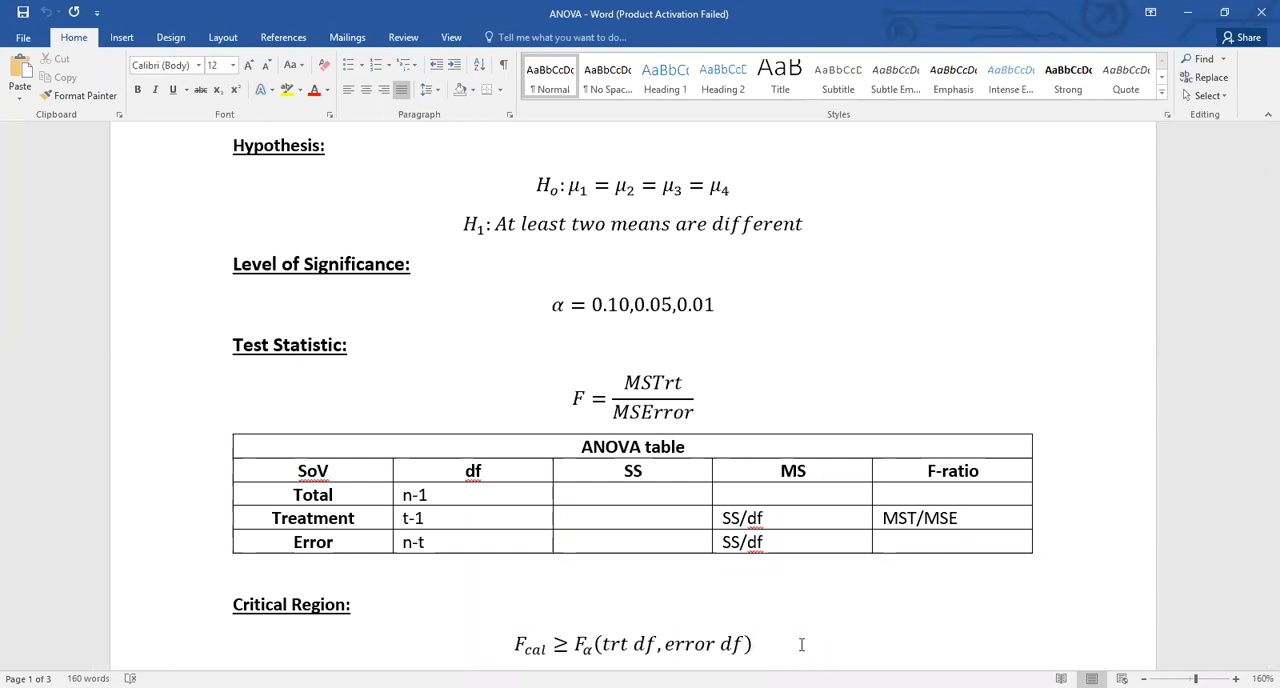 ANOVA - Word (Product Activation Failed)
File Home Insert Design Layout References Mailings Review View Tell me what you want to do... Share
Paste
Cut
Copy
Format Painter
Clipboard
Calibri (Body) 12 Aa
B I U abc X₂ X² A ab A
Font
Paragraph
AaBbCcDc AaBbCcDc AaBbCc AaBbCcC AaB AaBbCcD AaBbCcDc AaBbCcDc AaBbCcDc AaBbCcDc AaBbCcDc
¶ Normal ¶ No Spac... Heading 1 Heading 2 Title Subtitle Subtle Em... Emphasis Intense E... Strong Quote
Styles
Find
Replace
Select
Editing
Hypothesis:
Hₒ: μ₁ = μ₂ = μ₃ = μ₄
H₁: At least two means are different
Level of Significance:
α = 0.10,0.05,0.01
Test Statistic:
F = MSTrt / MSError
ANOVA table
SoV df SS MS F-ratio
Total n-1
Treatment t-1 SS/df MST/MSE
Error n-t SS/df
Critical Region:
F_cal ≥ F_α(trt df, error df)
Page 1 of 3 160 words 160%